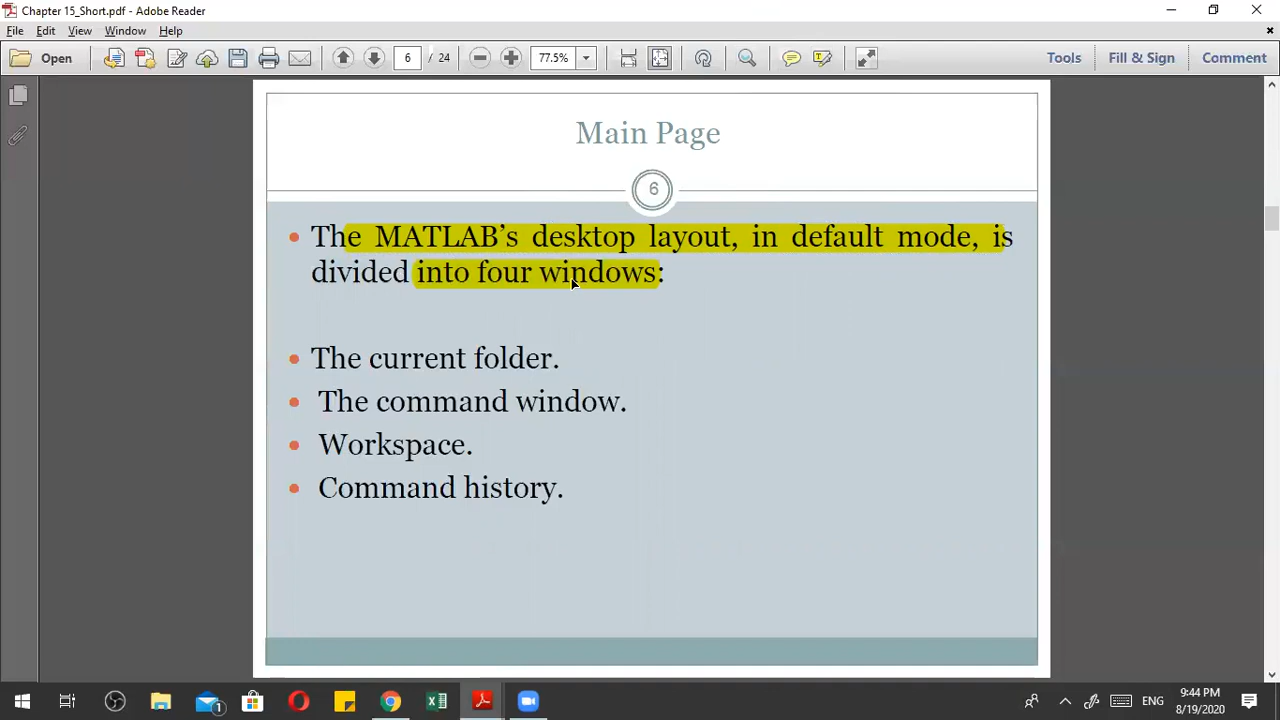 Chapter 15_Short.pdf - Adobe Reader
File Edit View Window Help
Open 6 / 24 77.5% Tools Fill & Sign Comment
Main Page
6
• The MATLAB’s desktop layout, in default mode, is
divided into four windows:
• The current folder.
• The command window.
• Workspace.
• Command history.
1
ENG
9:44 PM
8/19/2020